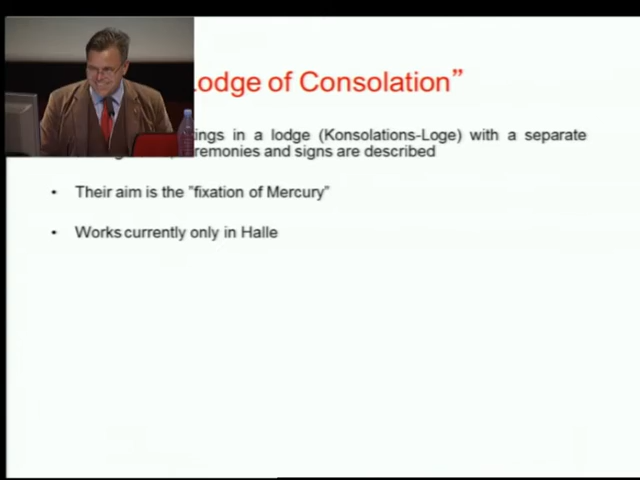 odge of Consolation”
ings in a lodge (Konsolations-Loge) with a separate
remonies and signs are described
• Their aim is the ”fixation of Mercury”
• Works currently only in Halle